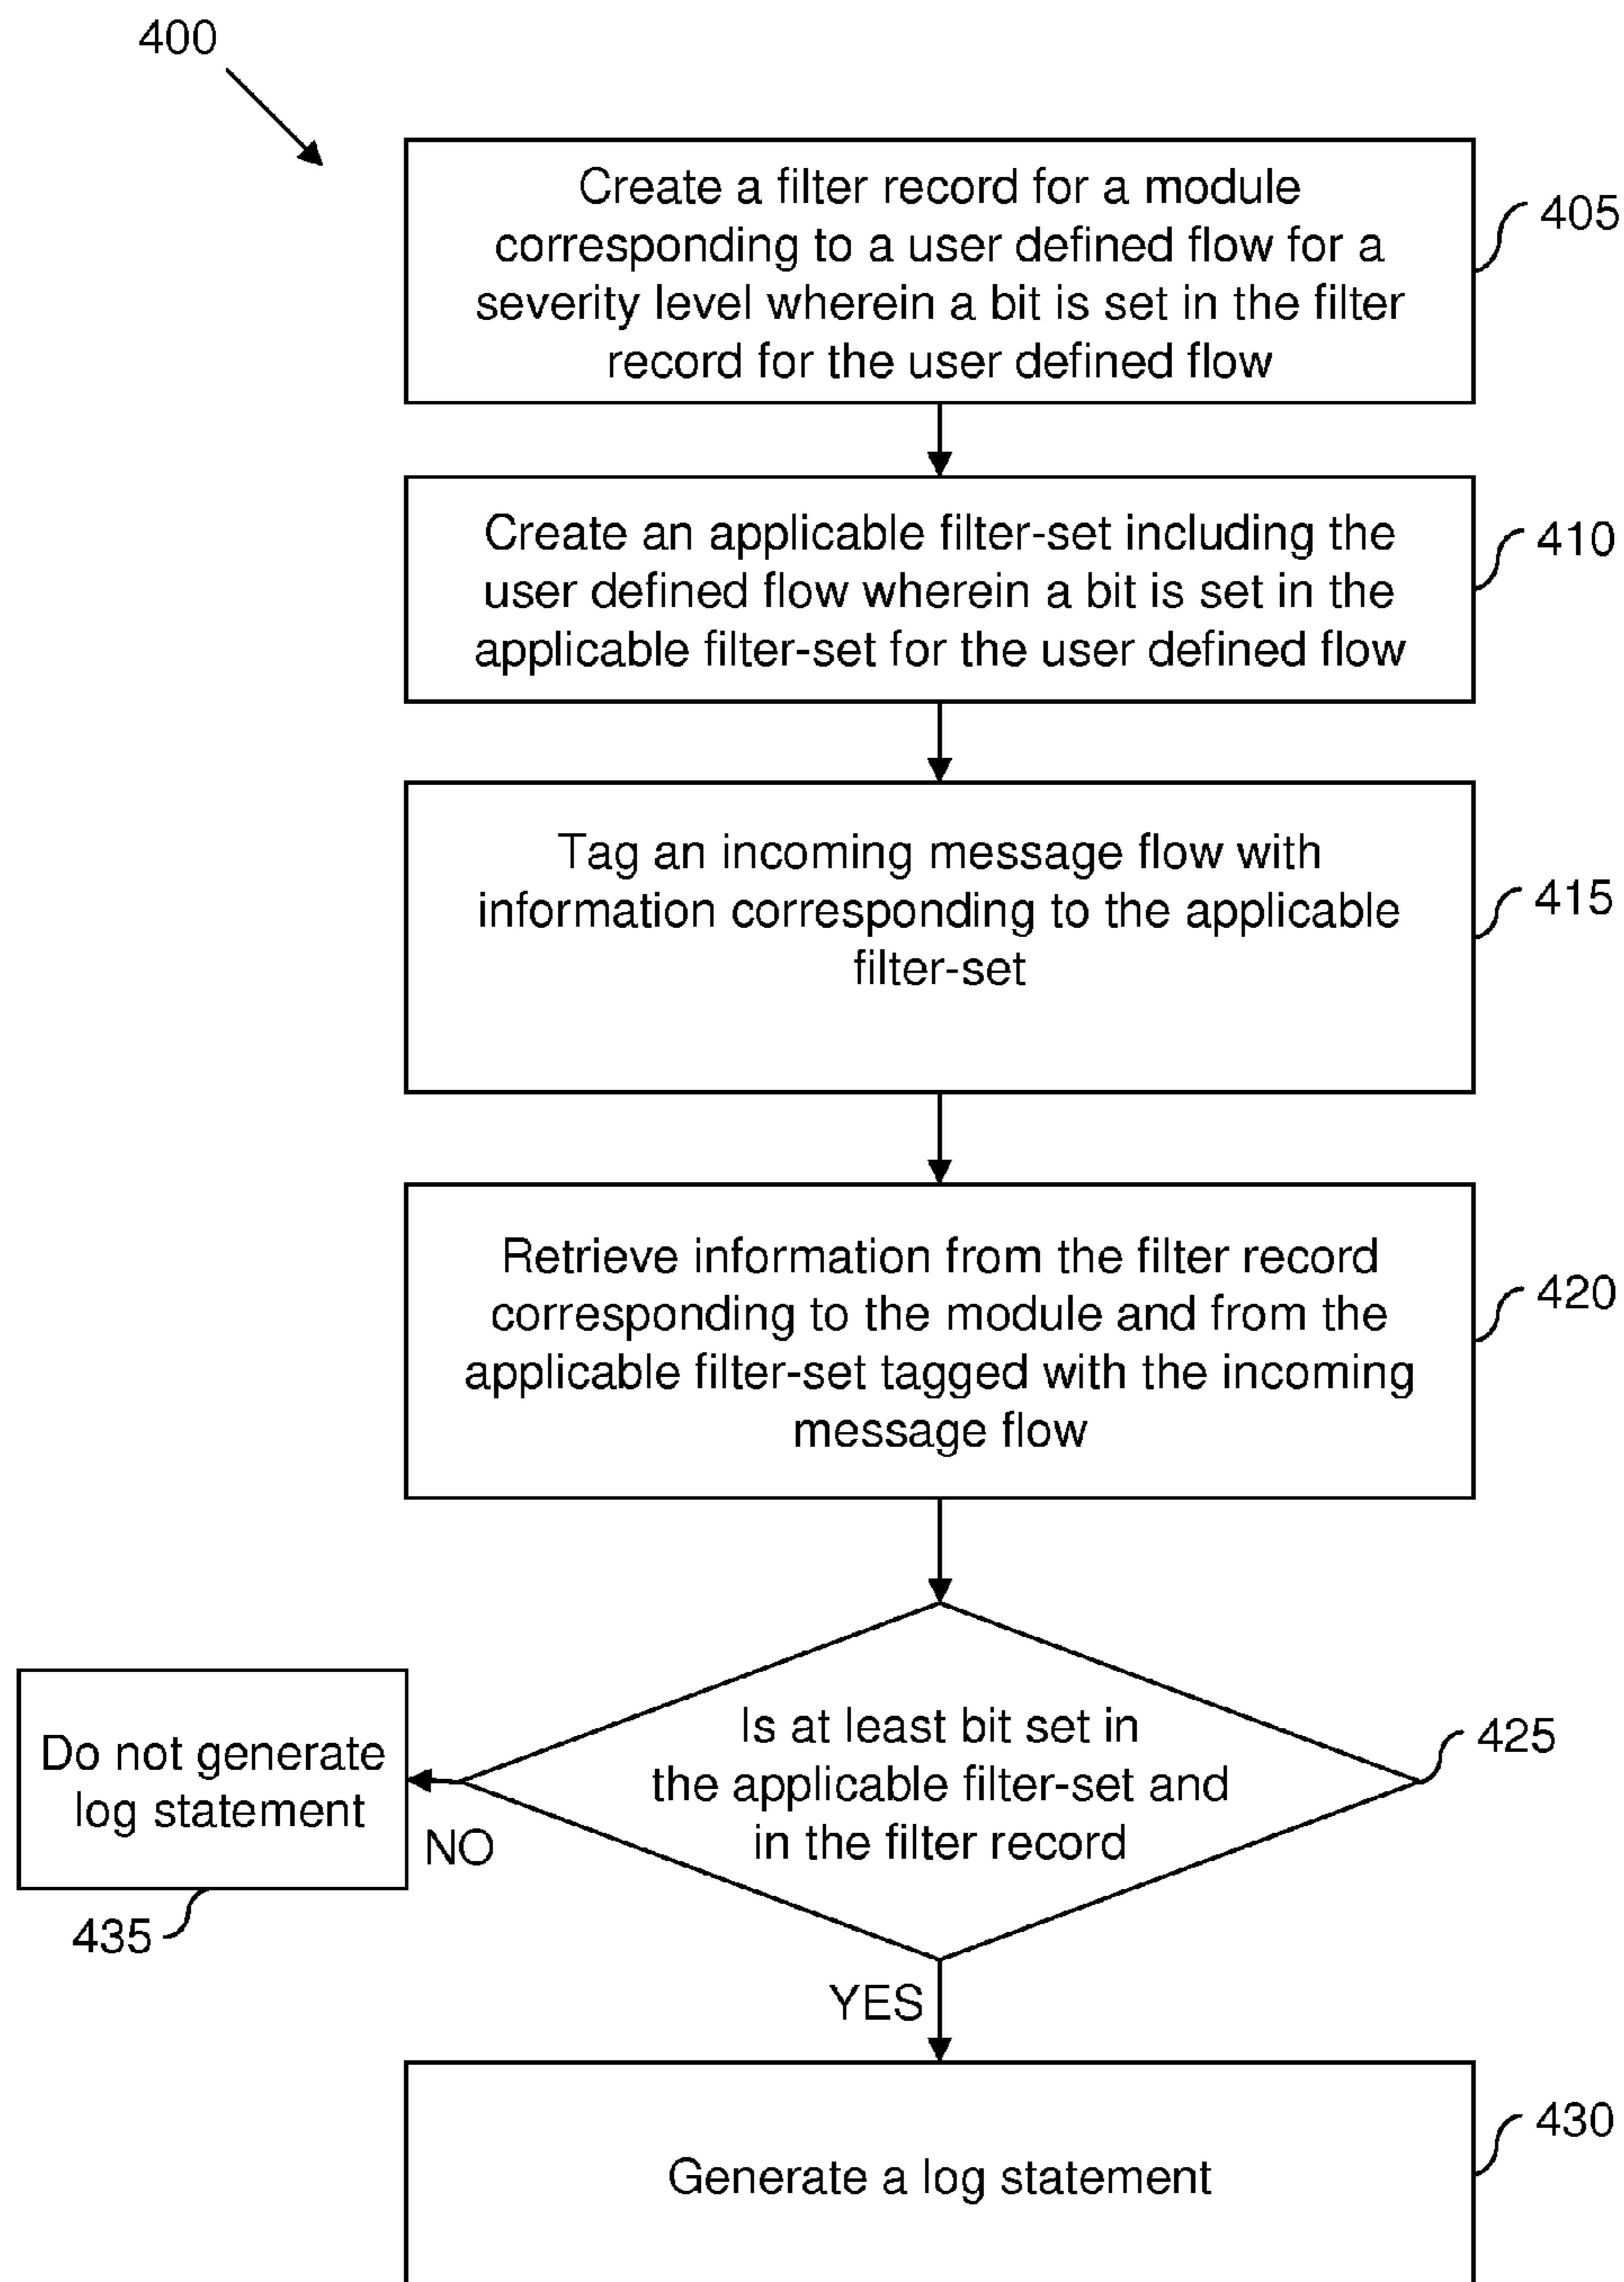 400
Create a filter record for a module
corresponding to a user defined flow for a
severity level wherein a bit is set in the filter
record for the user defined flow
405
Create an applicable filter-set including the
user defined flow wherein a bit is set in the
applicable filter-set for the user defined flow
410
Tag an incoming message flow with
information corresponding to the applicable
filter-set
415
Retrieve information from the filter record
corresponding to the module and from the
applicable filter-set tagged with the incoming
message flow
420
Is at least bit set in
the applicable filter-set and
in the filter record
425
Do not generate
log statement
NO
435
YES
Generate a log statement
430